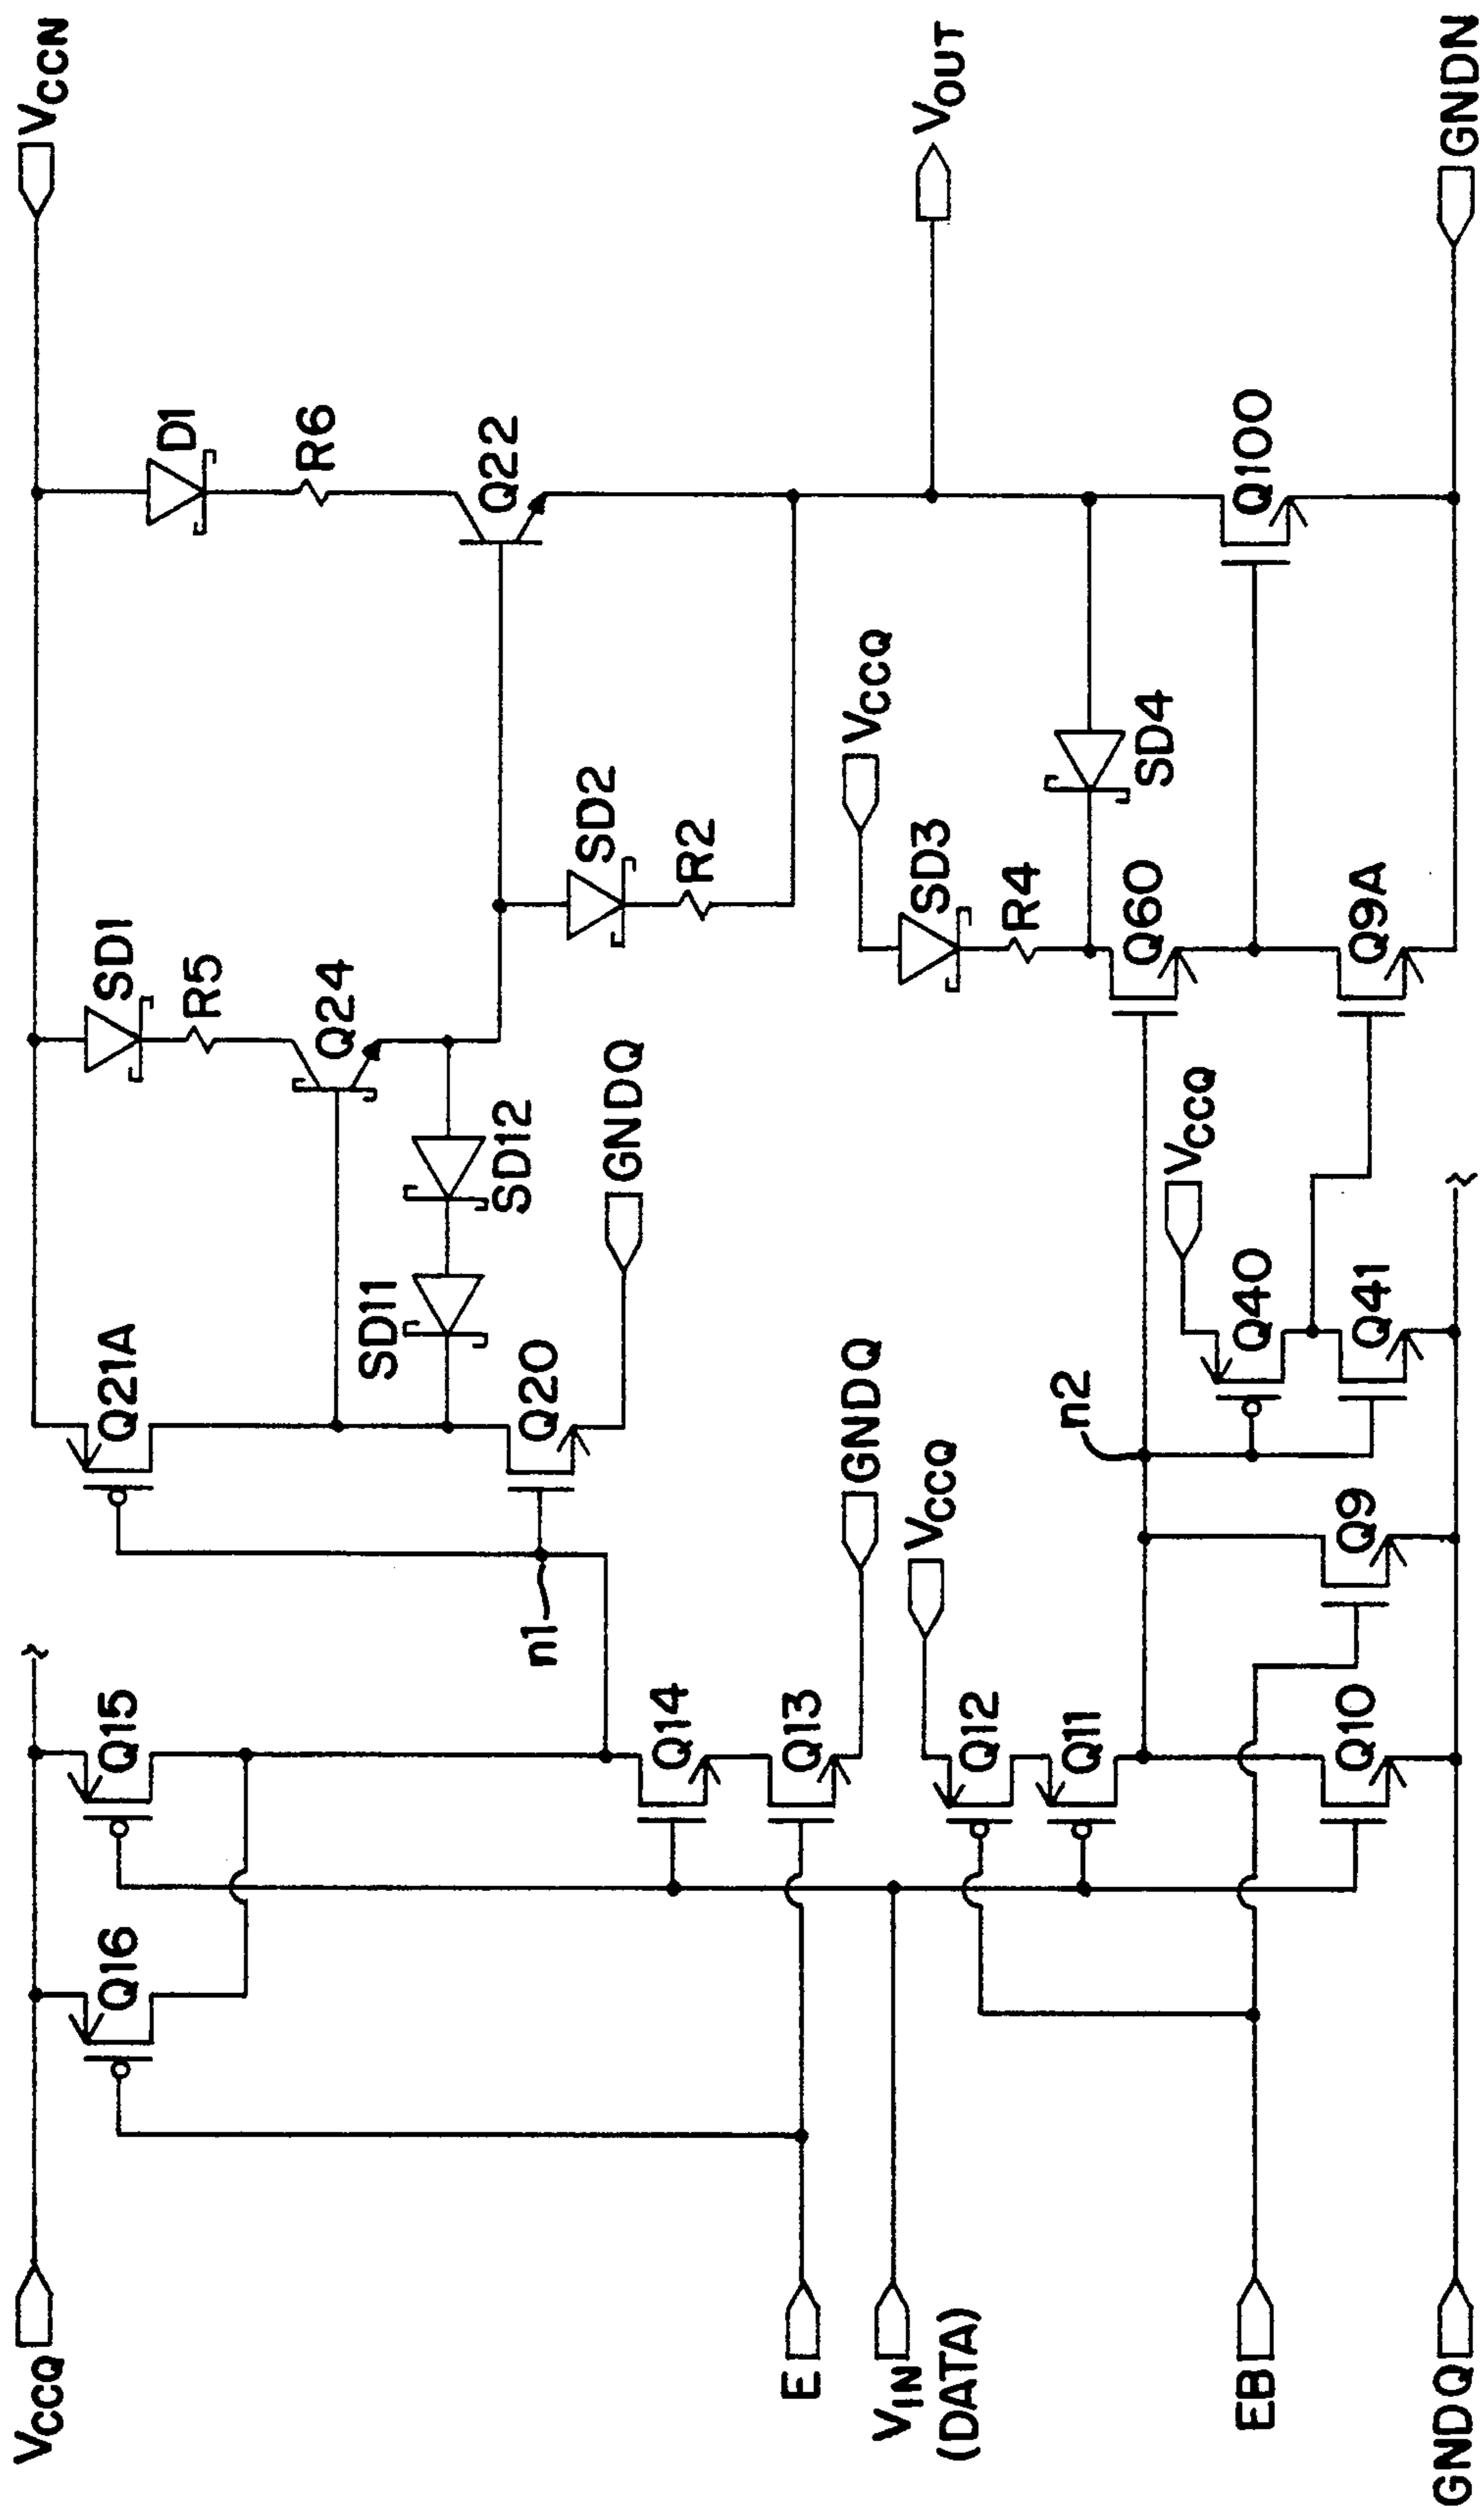 VCCQ
VCCN
Q16
Q15
Q21A
SD1
D1
R5
R6
Q24
Q22
SD11
SD12
SD2
R2
Q20
GNDQ
n1
Q14
Q13
GNDQ
VCCQ
VOUT
E
VIN
(DATA)
VCCQ
SD3
R4
SD4
Q12
Q11
n2
Q60
Q100
VCCQ
Q40
Q41
Q9A
Q9
Q10
EB
GNDQ
GNDN